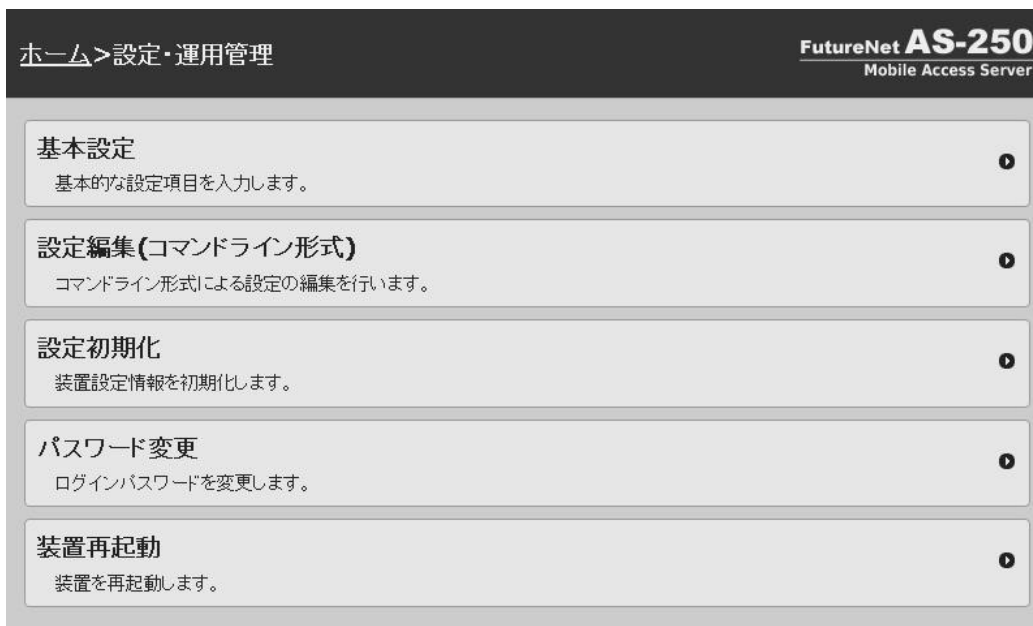 ホーム>設定・運用管理
FutureNet AS-250
Mobile Access Server
基本設定
基本的な設定項目を入力します。
設定編集(コマンドライン形式)
コマンドライン形式による設定の編集を行います。
設定初期化
装置設定情報を初期化します。
パスワード変更
ログインパスワードを変更します。
装置再起動
装置を再起動します。